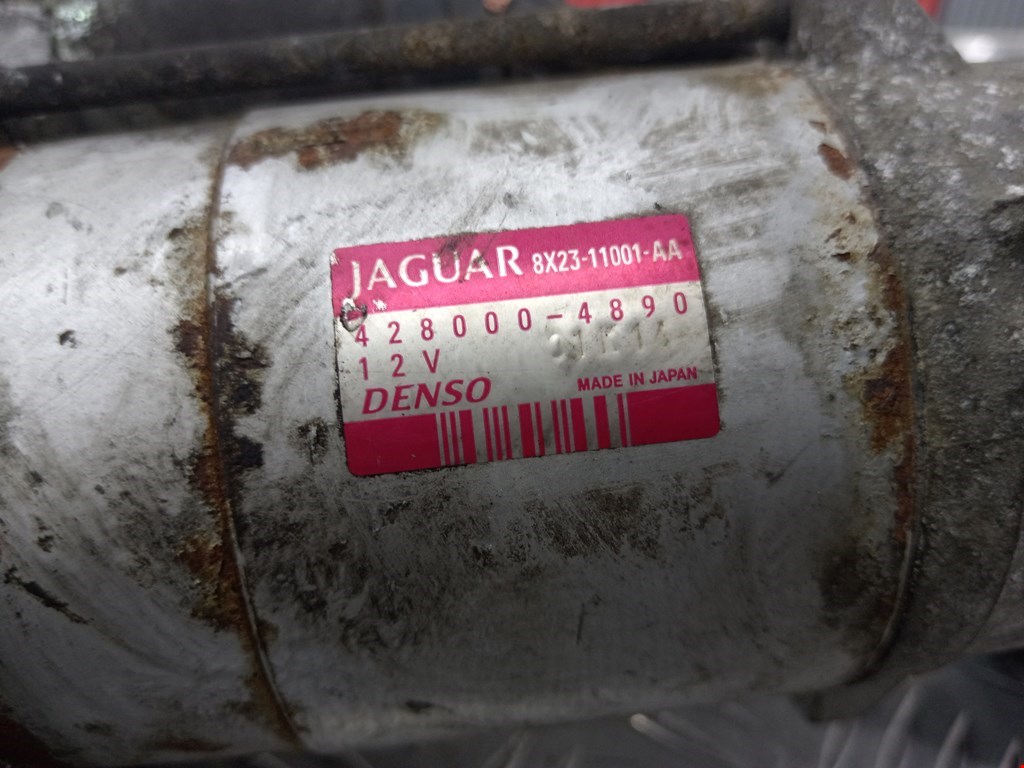 JAGUAR 8X23-11001-AA
428000-4890
12V
DENSO MADE IN JAPAN